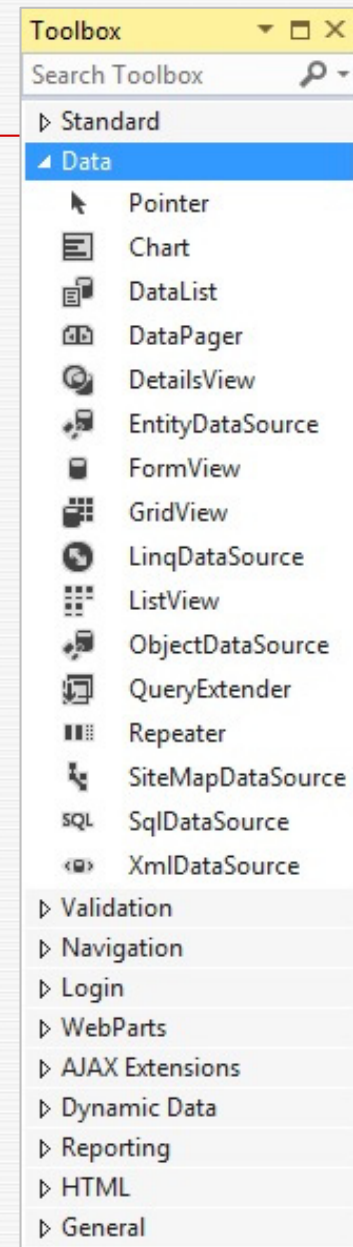 Toolbox
Search Toolbox
Standard
Data
Pointer
Chart
DataList
DataPager
DetailsView
EntityDataSource
FormView
GridView
LinqDataSource
ListView
ObjectDataSource
QueryExtender
Repeater
SiteMapDataSource
SQL SqlDataSource
XmlDataSource
Validation
Navigation
Login
WebParts
AJAX Extensions
Dynamic Data
Reporting
HTML
General